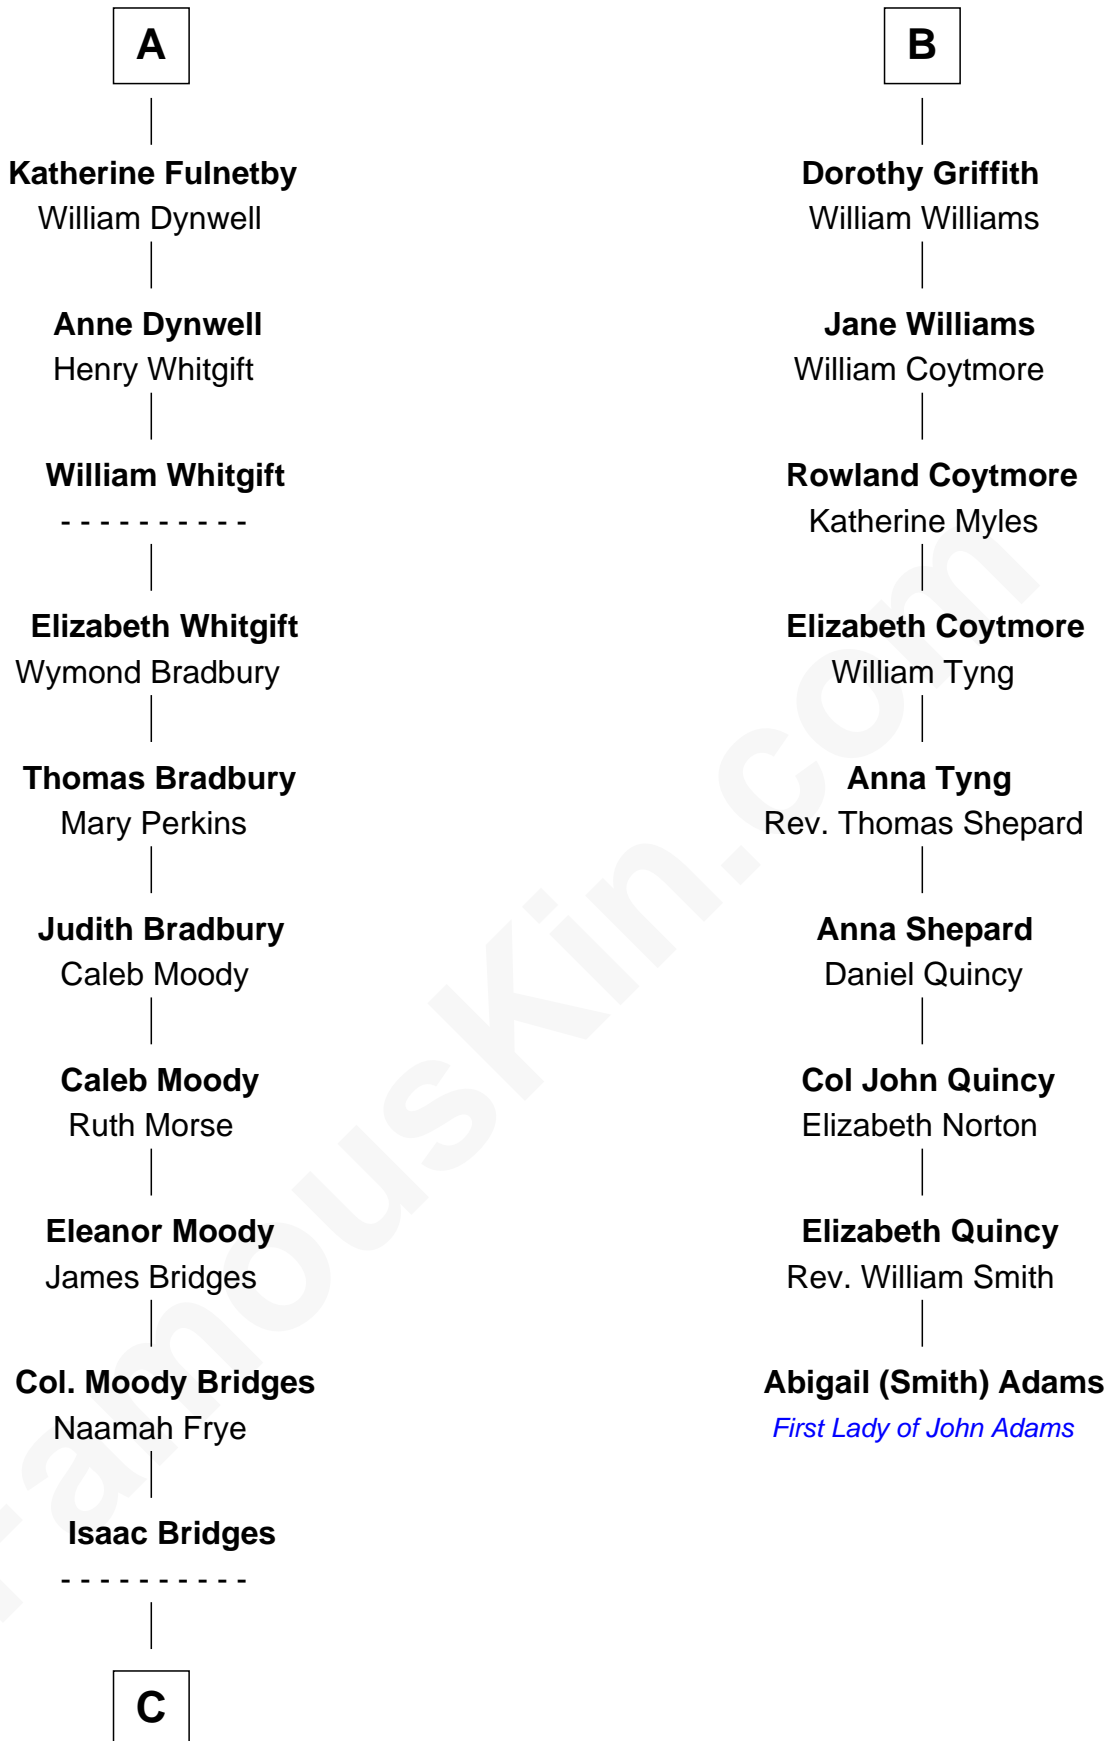 A
Katherine Fulnetby
William Dynwell
Anne Dynwell
Henry Whitgift
William Whitgift
- - - - - - - - - -
Elizabeth Whitgift
Wymond Bradbury
Thomas Bradbury
Mary Perkins
Judith Bradbury
Caleb Moody
Caleb Moody
Ruth Morse
Eleanor Moody
James Bridges
Col. Moody Bridges
Naamah Frye
Isaac Bridges
- - - - - - - - - -
C
B
Dorothy Griffith
William Williams
Jane Williams
William Coytmore
Rowland Coytmore
Katherine Myles
Elizabeth Coytmore
William Tyng
Anna Tyng
Rev. Thomas Shepard
Anna Shepard
Daniel Quincy
Col John Quincy
Elizabeth Norton
Elizabeth Quincy
Rev. William Smith
Abigail (Smith) Adams
First Lady of John Adams
FamousKin.com